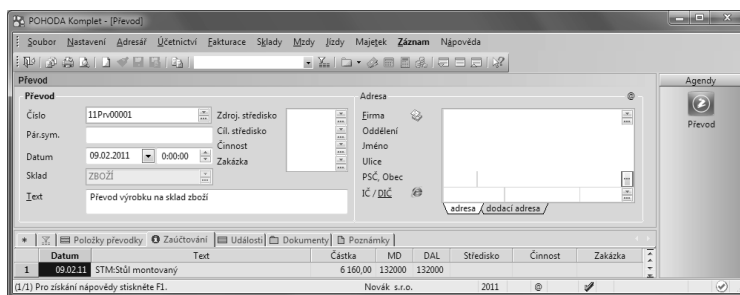 POHODA Komplet - [Převod]
Soubor Nastavení Adresář Účetnictví Fakturace Sklady Mzdy Jízdy Majetek Záznam Nápověda
Převod
Agendy
Převod
Převod
Adresa @
Číslo 11Prv00001 Zdroj. středisko Firma
Pár.sym. Cíl. středisko Oddělení
Činnost Jméno
Datum 09.02.2011 0:00:00 Zakázka Ulice
Sklad ZBOŽÍ PSČ, Obec
IČ / DIČ
Text Převod výrobku na sklad zboží
adresa dodací adresa
Položky převodky Zaúčtování Události Dokumenty Poznámky
Datum Text Částka MD DAL Středisko Činnost Zakázka
1 09.02.11 STM:Stůl montovaný 6 160,00 132000 132000
(1/1) Pro získání nápovědy stiskněte F1. Novák s.r.o. 2011 @